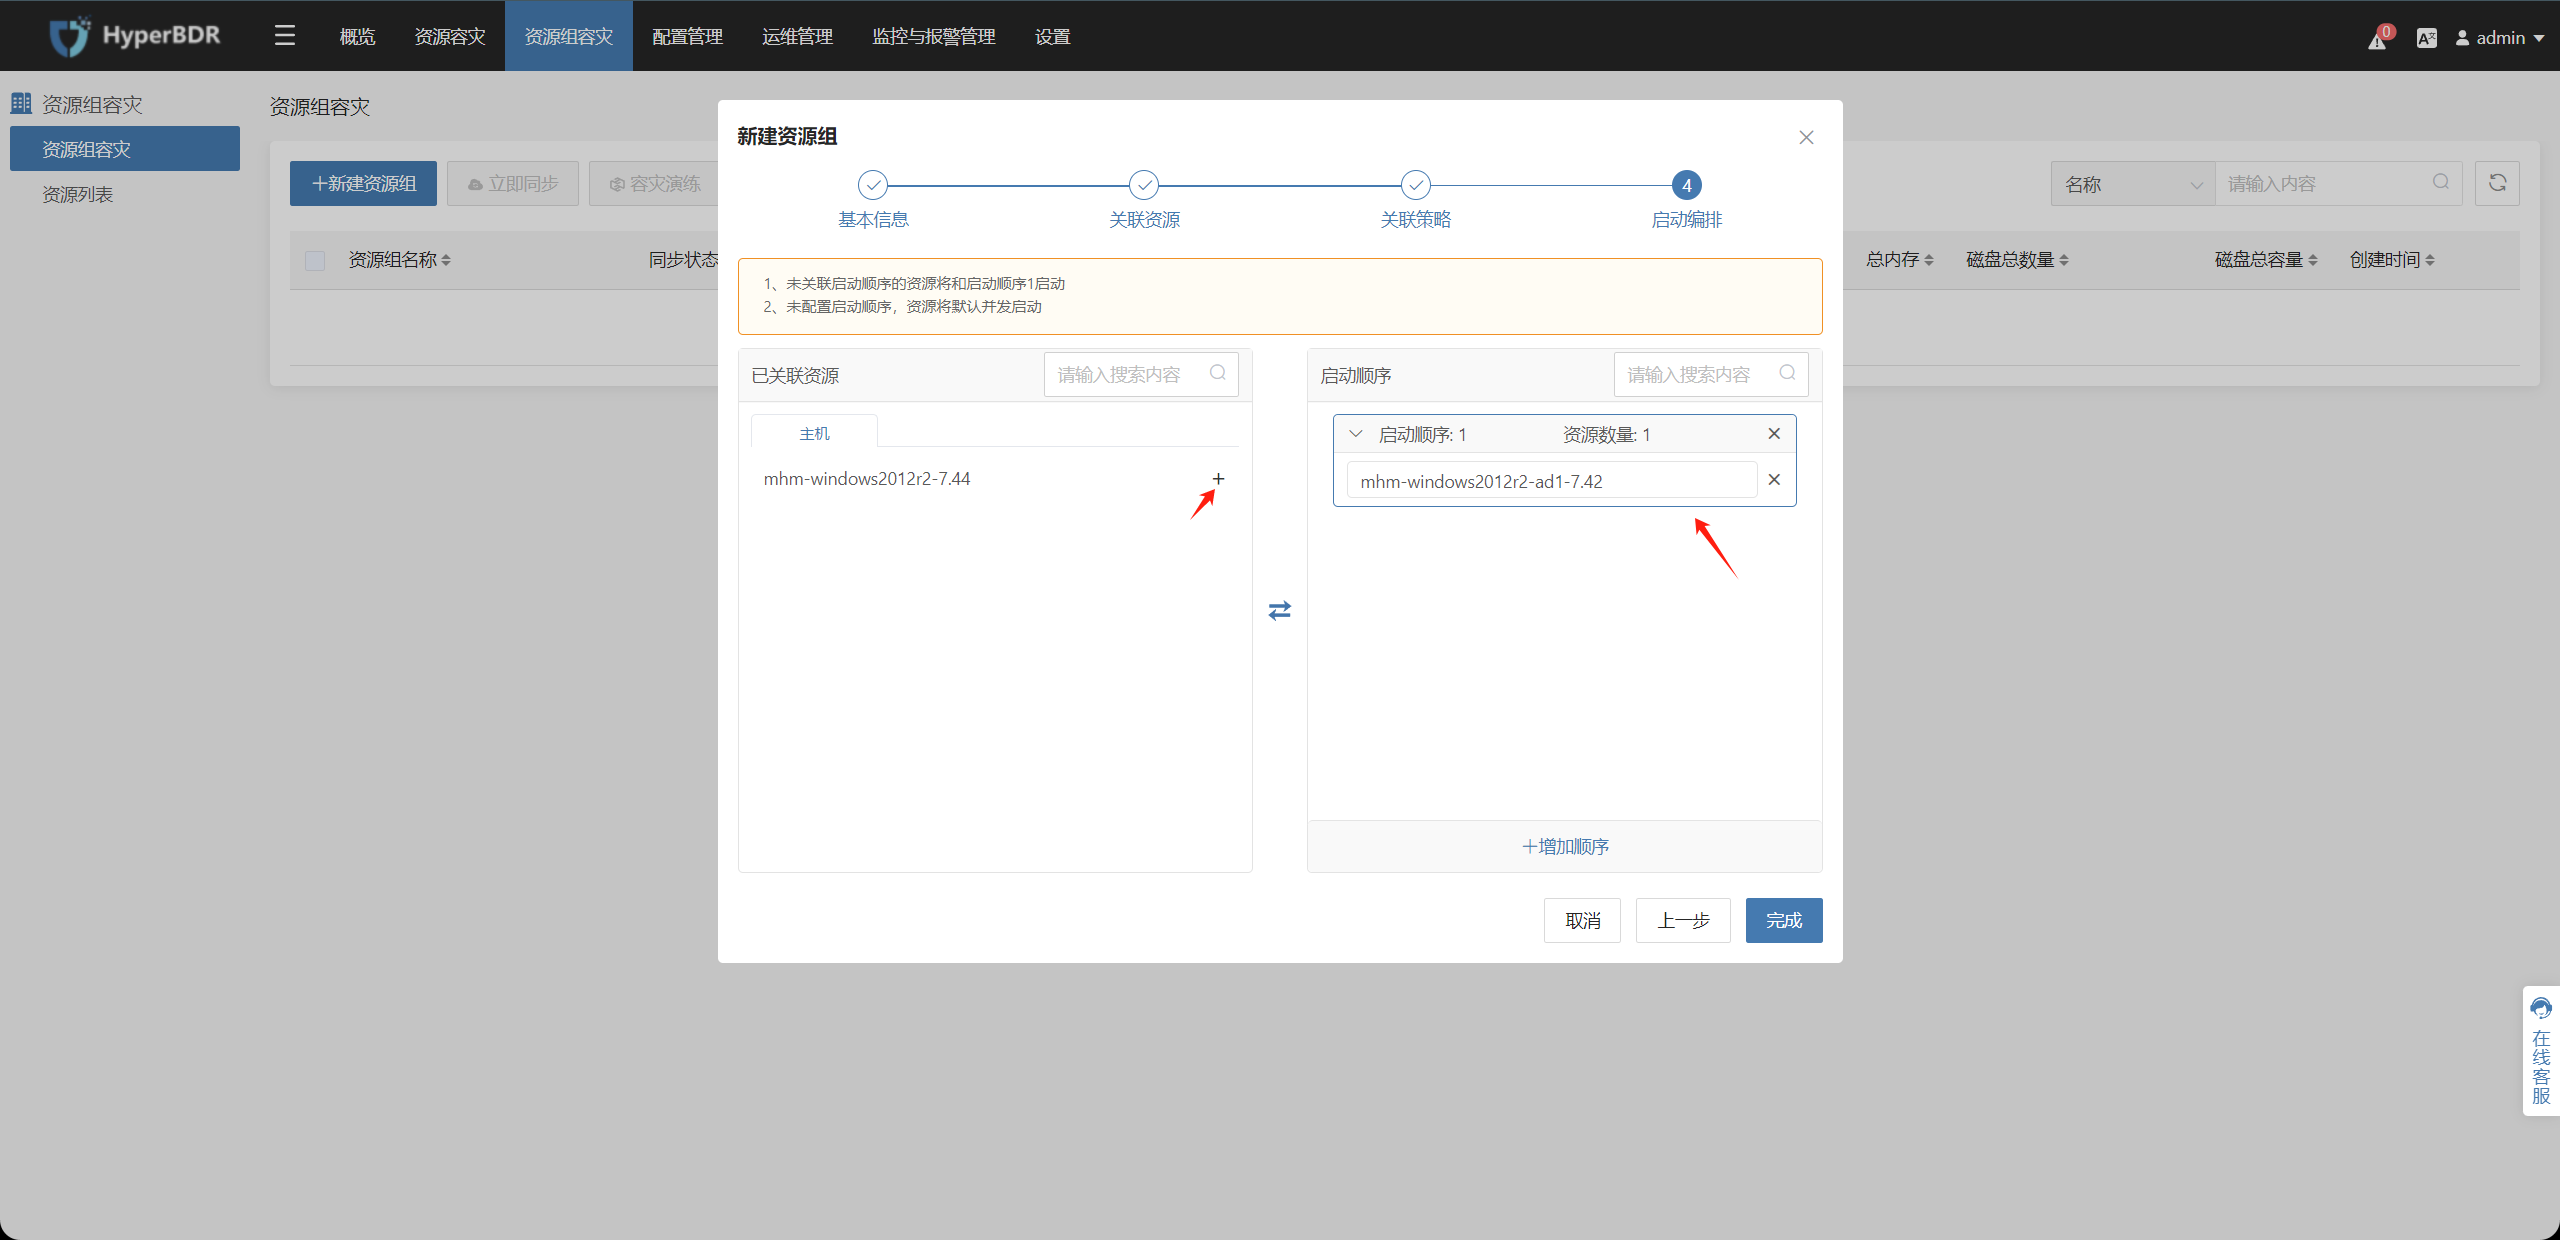 HyperBDR
概览
资源容灾
资源组容灾
配置管理
运维管理
监控与报警管理
设置
0
admin
资源组容灾
资源组容灾
资源列表
资源组容灾
新建资源组
立即同步
容灾演练
名称
请输入内容
资源组名称
同步状态
总内存
磁盘总数量
磁盘总容量
创建时间
新建资源组
4
基本信息
关联资源
关联策略
启动编排
1、未关联启动顺序的资源将和启动顺序1启动
2、未配置启动顺序，资源将默认并发启动
已关联资源
请输入搜索内容
主机
mhm-windows2012r2-7.44
启动顺序
请输入搜索内容
启动顺序: 1
资源数量: 1
mhm-windows2012r2-ad1-7.42
增加顺序
取消
上一步
完成
在线客服